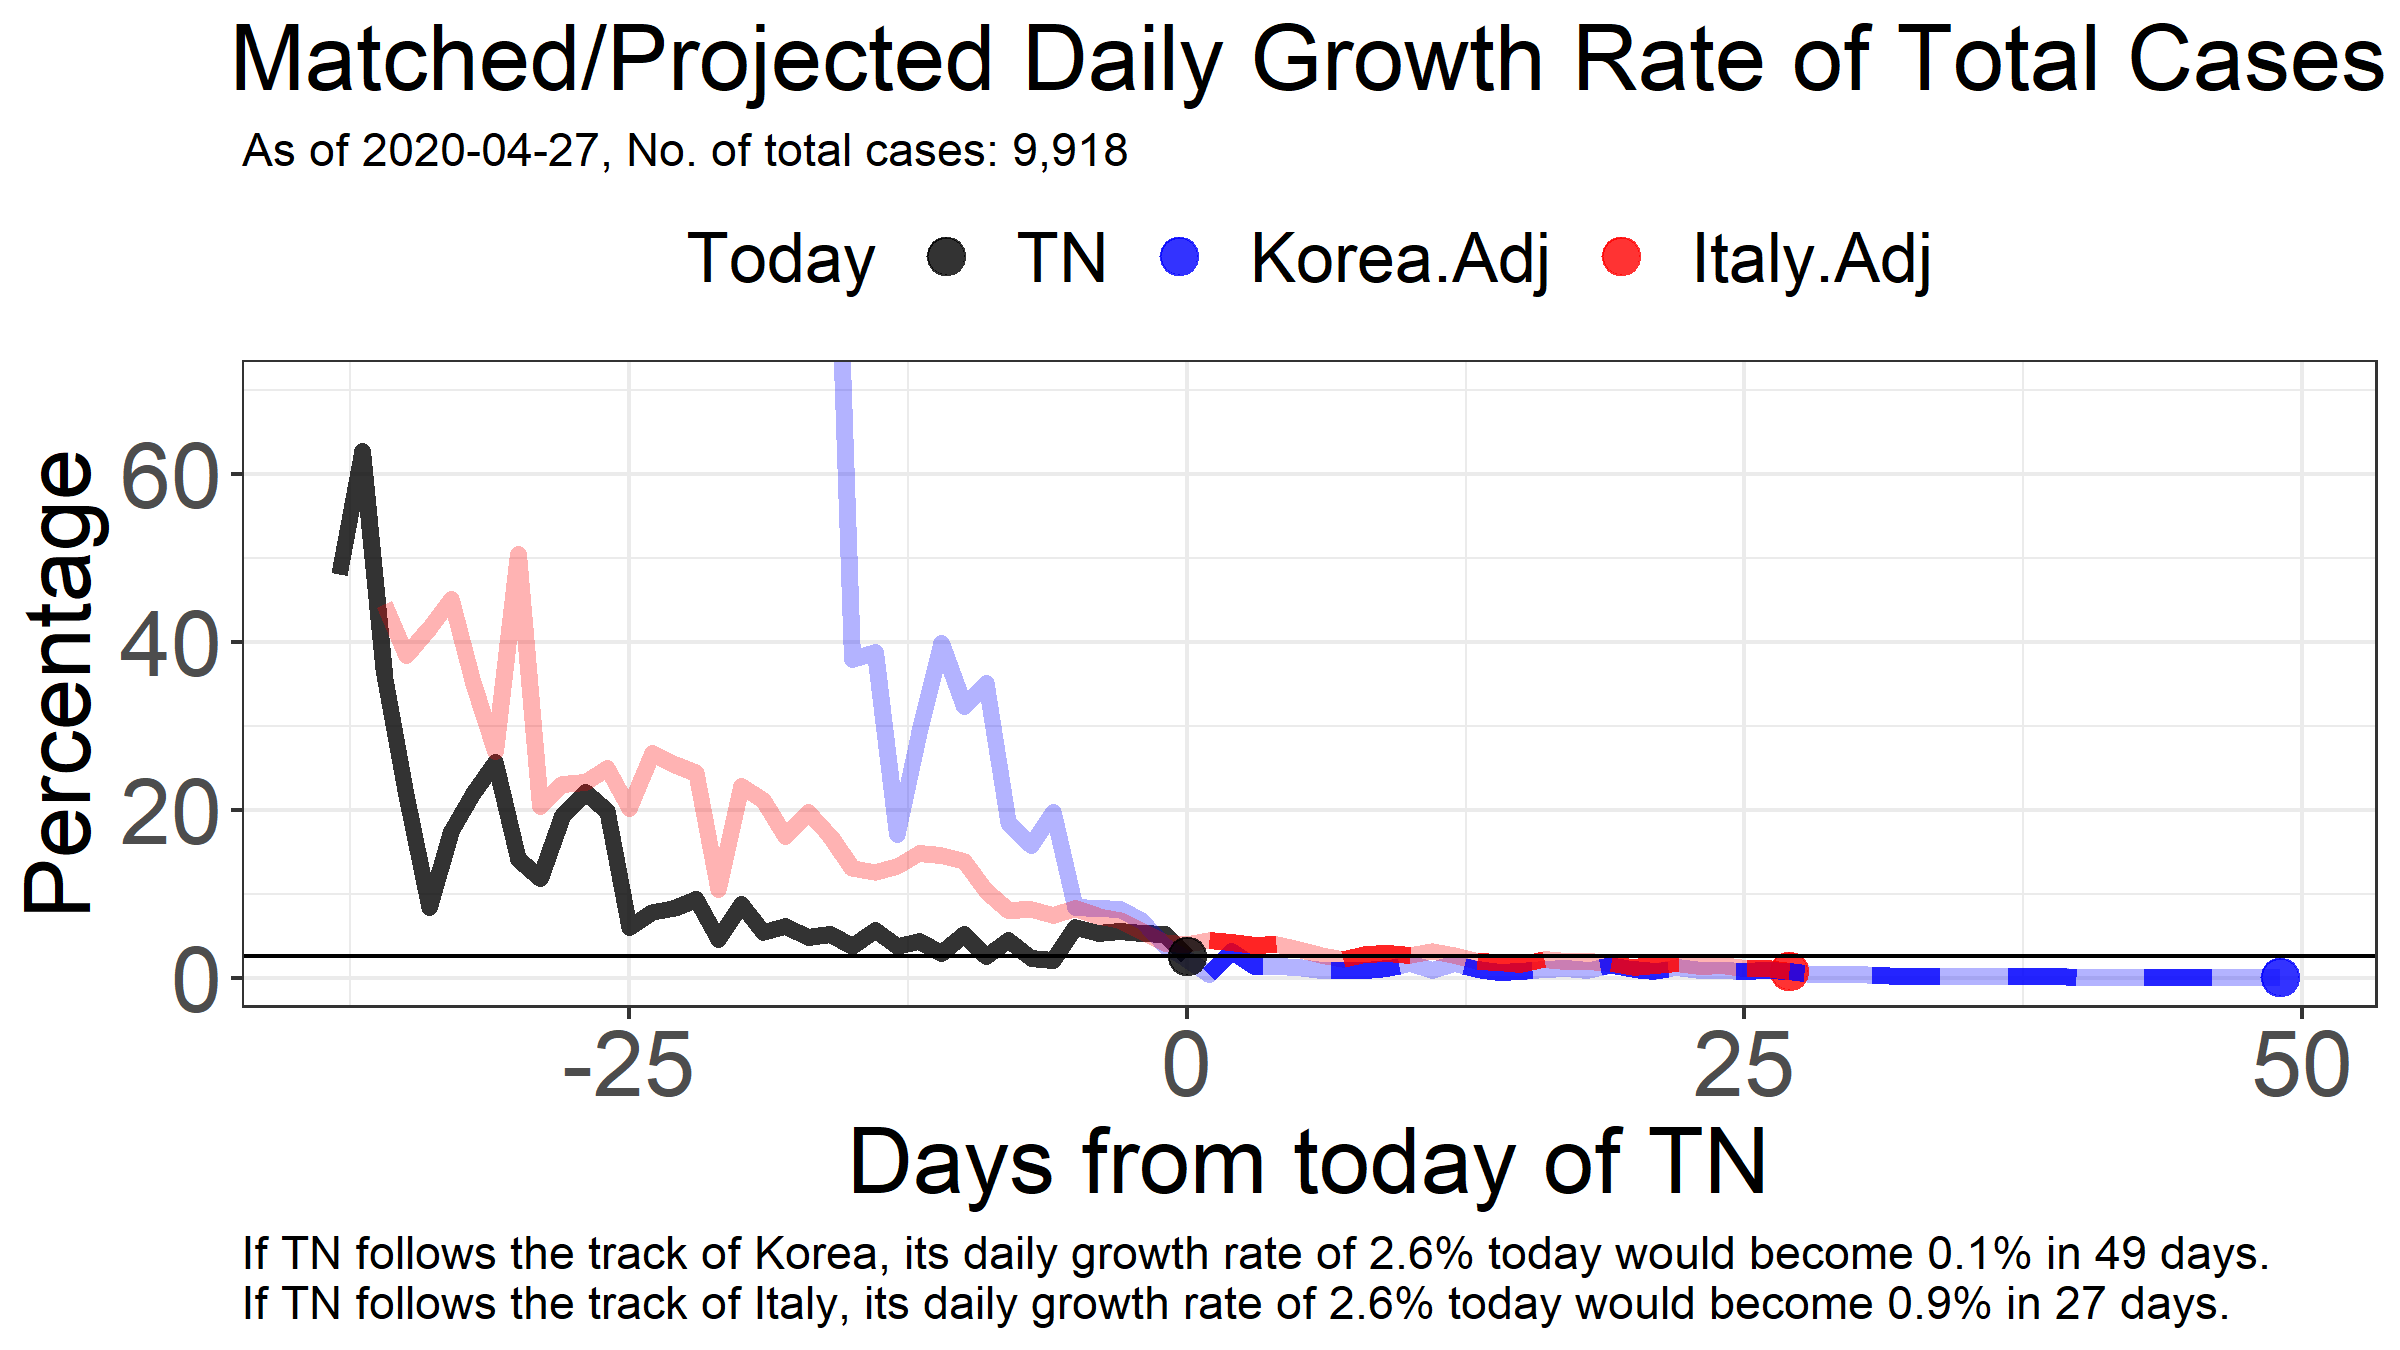 Matched/Projected Daily Growth Rate of Total Cases
As of 2020-04-27, No. of total cases: 9,918
Today TN Korea.Adj Italy.Adj
Percentage
60
40
20
0
-25 0 25 50
Days from today of TN
If TN follows the track of Korea, its daily growth rate of 2.6% today would become 0.1% in 49 days.
If TN follows the track of Italy, its daily growth rate of 2.6% today would become 0.9% in 27 days.